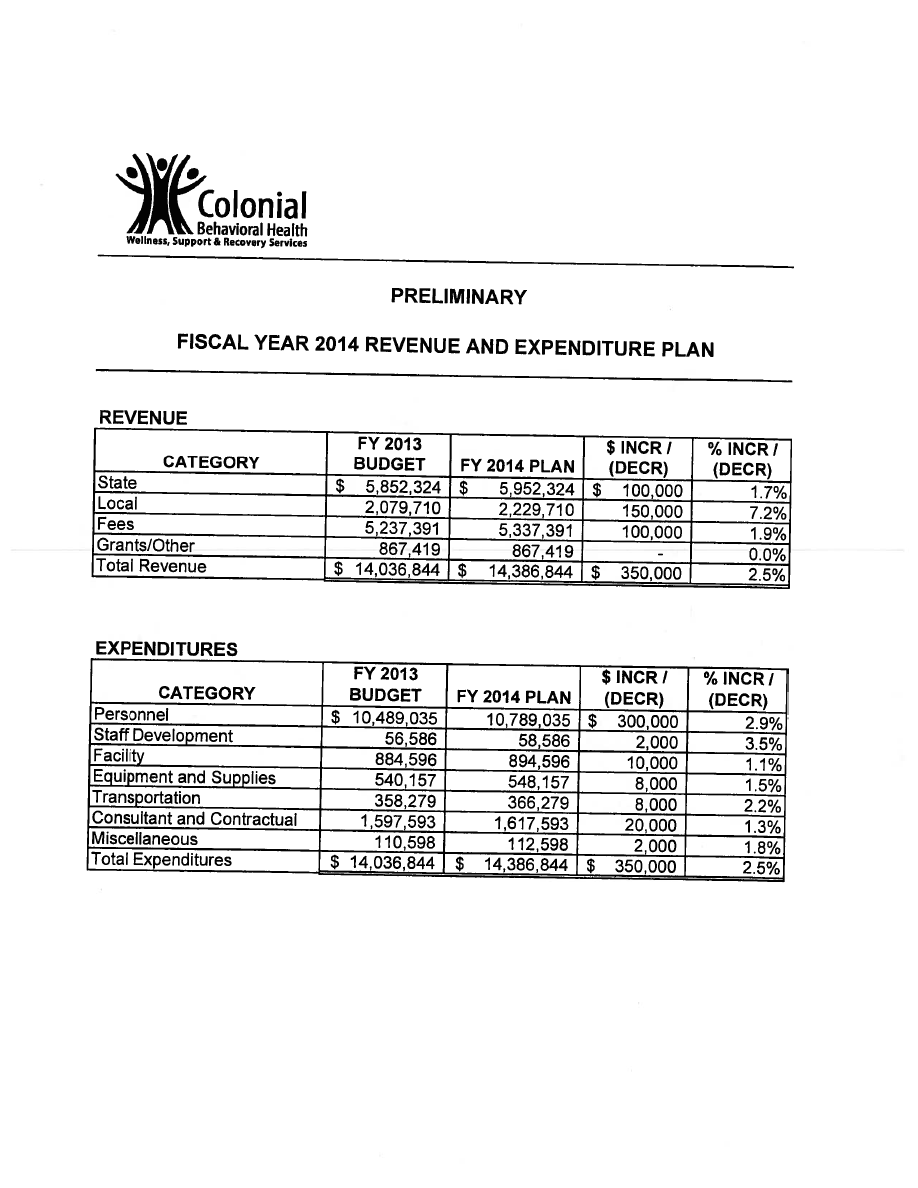 Colonial
Behavioral Health
Wellness, Support & Recovery Services
PRELIMINARY
FISCAL YEAR 2014 REVENUE AND EXPENDITURE PLAN
REVENUE
CATEGORY FY 2013 BUDGET FY 2014 PLAN $ INCR / (DECR) % INCR / (DECR)
State $ 5,852,324 $ 5,952,324 $ 100,000 1.7%
Local 2,079,710 2,229,710 150,000 7.2%
Fees 5,237,391 5,337,391 100,000 1.9%
Grants/Other 867,419 867,419 - 0.0%
Total Revenue $ 14,036,844 $ 14,386,844 $ 350,000 2.5%
EXPENDITURES
CATEGORY FY 2013 BUDGET FY 2014 PLAN $ INCR / (DECR) % INCR / (DECR)
Personnel $ 10,489,035 10,789,035 $ 300,000 2.9%
Staff Development 56,586 58,586 2,000 3.5%
Facility 884,596 894,596 10,000 1.1%
Equipment and Supplies 540,157 548,157 8,000 1.5%
Transportation 358,279 366,279 8,000 2.2%
Consultant and Contractual 1,597,593 1,617,593 20,000 1.3%
Miscellaneous 110,598 112,598 2,000 1.8%
Total Expenditures $ 14,036,844 $ 14,386,844 $ 350,000 2.5%